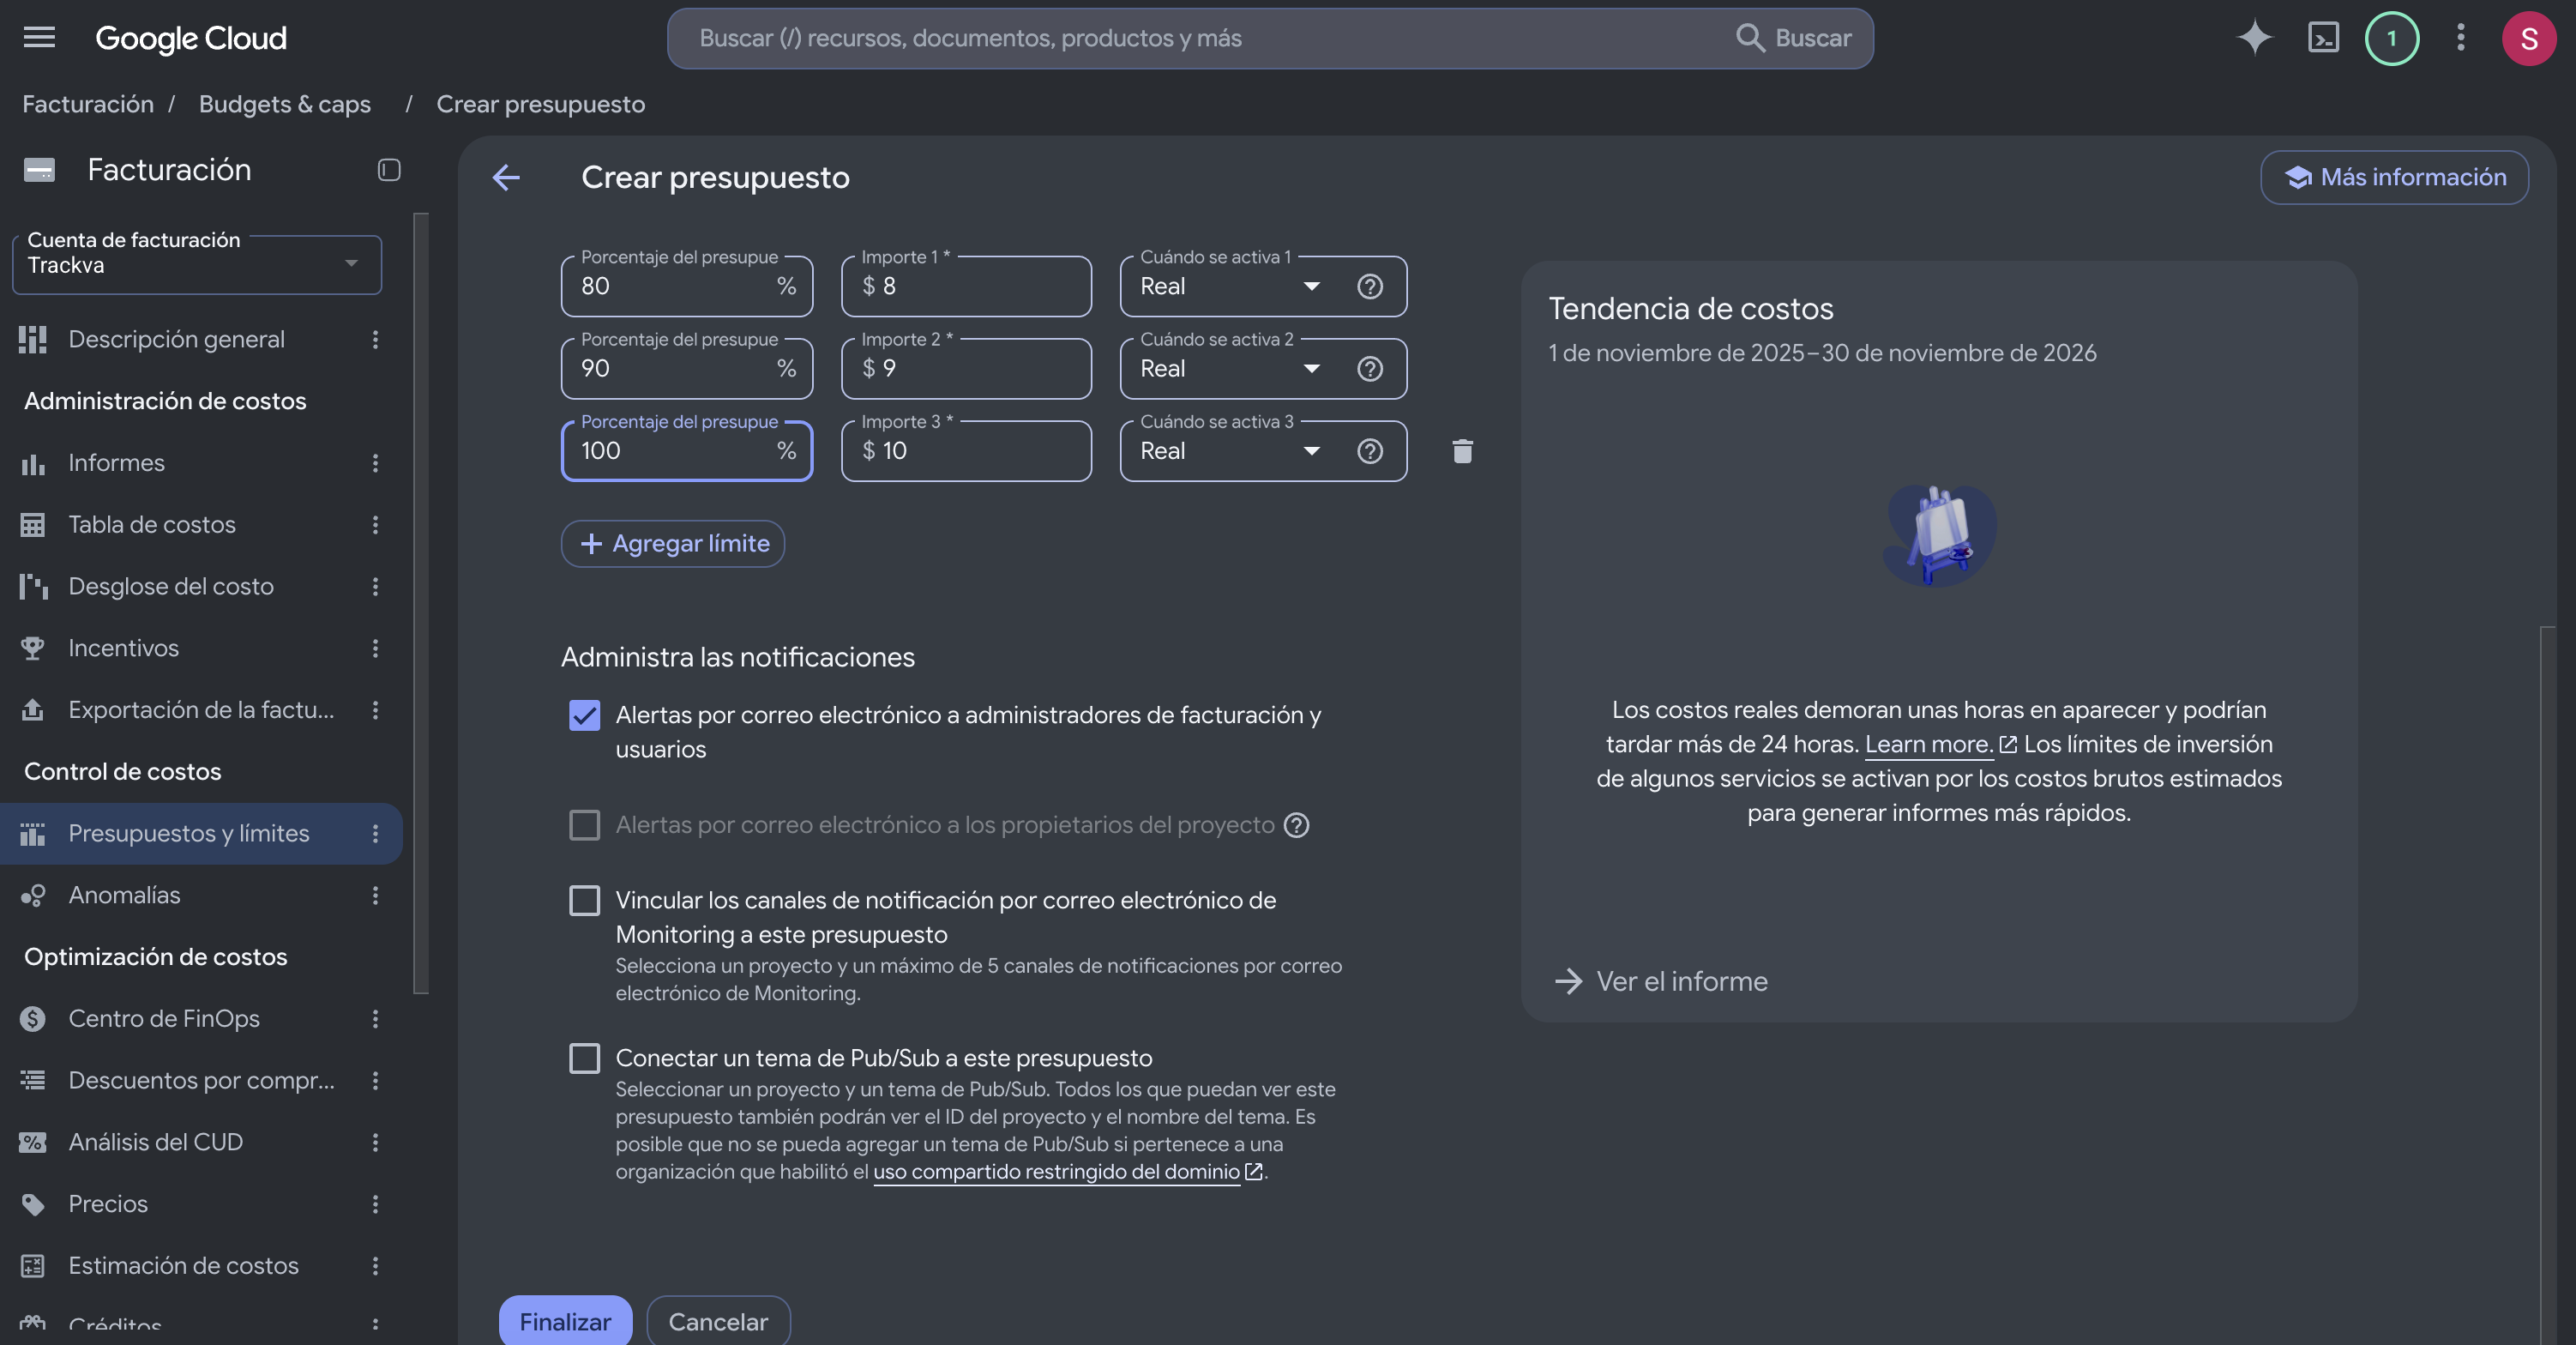 Google Cloud
Buscar (/) recursos, documentos, productos y más
Buscar
1
S
Facturación / Budgets & caps / Crear presupuesto
Facturación
Cuenta de facturación
Trackva
Descripción general
Administración de costos
Informes
Tabla de costos
Desglose del costo
Incentivos
Exportación de la factu...
Control de costos
Presupuestos y límites
Anomalías
Optimización de costos
Centro de FinOps
Descuentos por compr...
Análisis del CUD
Precios
Estimación de costos
Créditos
Crear presupuesto
Más información
Porcentaje del presupue
80 %
Importe 1 *
$ 8
Cuándo se activa 1
Real
Porcentaje del presupue
90 %
Importe 2 *
$ 9
Cuándo se activa 2
Real
Porcentaje del presupue
100 %
Importe 3 *
$ 10
Cuándo se activa 3
Real
Agregar límite
Administra las notificaciones
Alertas por correo electrónico a administradores de facturación y
usuarios
Alertas por correo electrónico a los propietarios del proyecto
Vincular los canales de notificación por correo electrónico de
Monitoring a este presupuesto
Selecciona un proyecto y un máximo de 5 canales de notificaciones por correo
electrónico de Monitoring.
Conectar un tema de Pub/Sub a este presupuesto
Seleccionar un proyecto y un tema de Pub/Sub. Todos los que puedan ver este
presupuesto también podrán ver el ID del proyecto y el nombre del tema. Es
posible que no se pueda agregar un tema de Pub/Sub si pertenece a una
organización que habilitó el uso compartido restringido del dominio.
Finalizar
Cancelar
Tendencia de costos
1 de noviembre de 2025–30 de noviembre de 2026
Los costos reales demoran unas horas en aparecer y podrían
tardar más de 24 horas. Learn more. Los límites de inversión
de algunos servicios se activan por los costos brutos estimados
para generar informes más rápidos.
Ver el informe